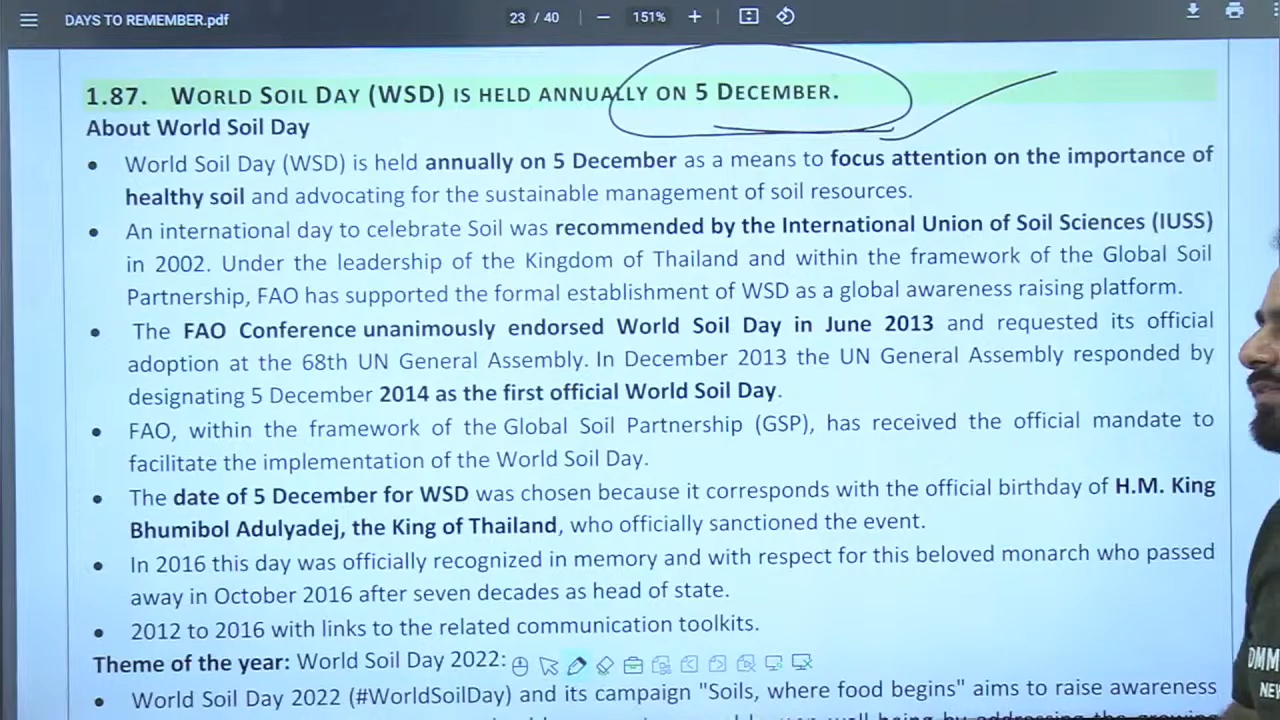 DAYS TO REMEMBER.pdf
23 / 40
151%
1.87. WORLD SOIL DAY (WSD) IS HELD ANNUALLY ON 5 DECEMBER.
About World Soil Day
• World Soil Day (WSD) is held annually on 5 December as a means to focus attention on the importance of
healthy soil and advocating for the sustainable management of soil resources.
• An international day to celebrate Soil was recommended by the International Union of Soil Sciences (IUSS)
in 2002. Under the leadership of the Kingdom of Thailand and within the framework of the Global Soil
Partnership, FAO has supported the formal establishment of WSD as a global awareness raising platform.
• The FAO Conference unanimously endorsed World Soil Day in June 2013 and requested its official
adoption at the 68th UN General Assembly. In December 2013 the UN General Assembly responded by
designating 5 December 2014 as the first official World Soil Day.
• FAO, within the framework of the Global Soil Partnership (GSP), has received the official mandate to
facilitate the implementation of the World Soil Day.
• The date of 5 December for WSD was chosen because it corresponds with the official birthday of H.M. King
Bhumibol Adulyadej, the King of Thailand, who officially sanctioned the event.
• In 2016 this day was officially recognized in memory and with respect for this beloved monarch who passed
away in October 2016 after seven decades as head of state.
• 2012 to 2016 with links to the related communication toolkits.
Theme of the year: World Soil Day 2022:
• World Soil Day 2022 (#WorldSoilDay) and its campaign "Soils, where food begins" aims to raise awareness